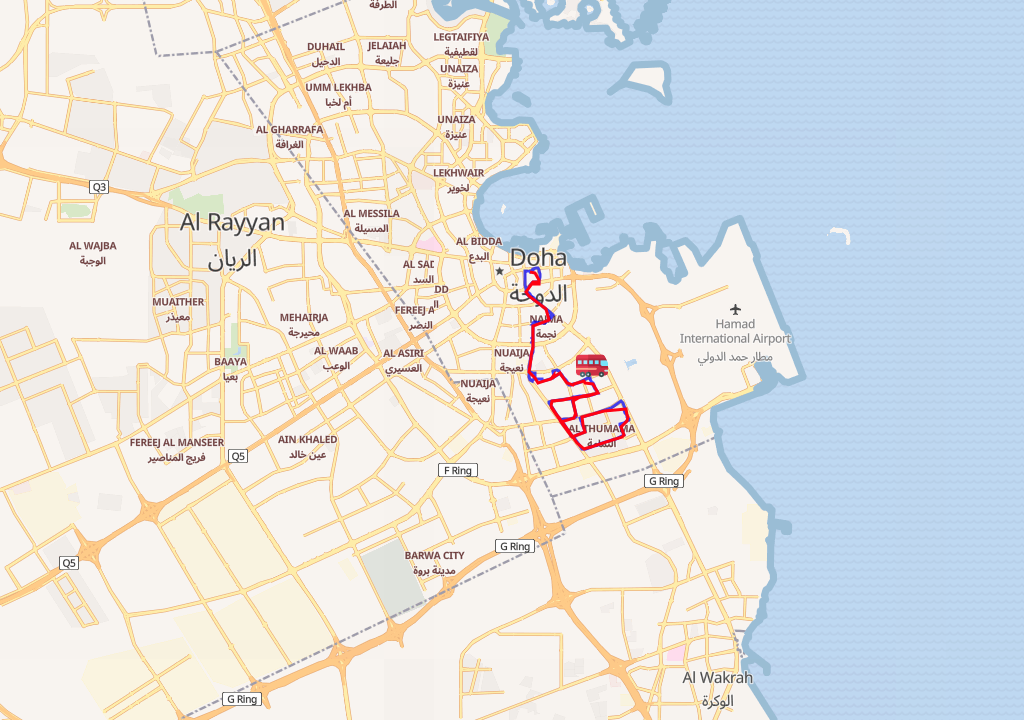 الطرفة
LEGTAIFIYA
لقطيفية
DUHAIL
الدحيل
JELAIAH
جليعة
UNAIZA
عنيزة
UMM LEKHBA
أم لخبا
UNAIZA
عنيزة
AL GHARRAFA
الغرافة
LEKHWAIR
لخوير
Q3
Al Rayyan
الريان
AL MESSILA
المسيلة
AL WAJBA
الوجبة
AL BIDDA
البدع
Doha
الدوحة
AL SAD
السد
DD
MUAITHER
معيذر
FEREEJ A
النصر
MEHAIRJA
محيرجة
NAJMA
نجمة
Hamad
International Airport
مطار حمد الدولي
AL WAAB
الوعب
AL ASIRI
العسيري
NUAIJA
نعيجة
BAAYA
بعيا
NUAIJA
نعيجة
AL THUMAMA
الثمامة
FEREEJ AL MANSEER
فريج المناصير
AIN KHALED
عين خالد
Q5
F Ring
G Ring
G Ring
BARWA CITY
مدينة بروة
Q5
Al Wakrah
الوكرة
G Ring